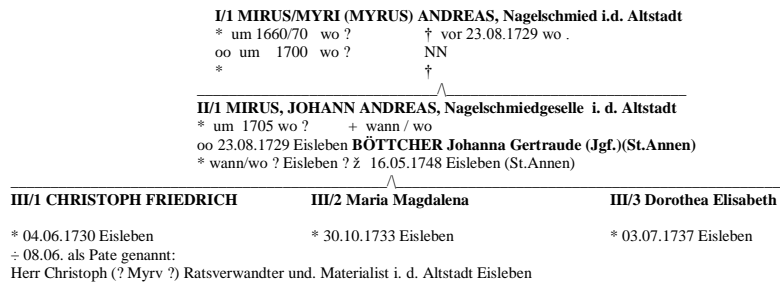 I/1 MIRUS/MYRI (MYRUS) ANDREAS, Nagelschmied i.d. Altstadt
* um 1660/70 wo ? † vor 23.08.1729 wo .
oo um 1700 wo ? NN
* †
II/1 MIRUS, JOHANN ANDREAS, Nagelschmiedgeselle i. d. Altstadt
* um 1705 wo ? + wann / wo
oo 23.08.1729 Eisleben BÖTTCHER Johanna Gertraude (Jgf.)(St.Annen)
* wann/wo ? Eisleben ? ž 16.05.1748 Eisleben (St.Annen)
III/1 CHRISTOPH FRIEDRICH III/2 Maria Magdalena III/3 Dorothea Elisabeth
* 04.06.1730 Eisleben * 30.10.1733 Eisleben * 03.07.1737 Eisleben
÷ 08.06. als Pate genannt:
Herr Christoph (? Myrv ?) Ratsverwandter und. Materialist i. d. Altstadt Eisleben